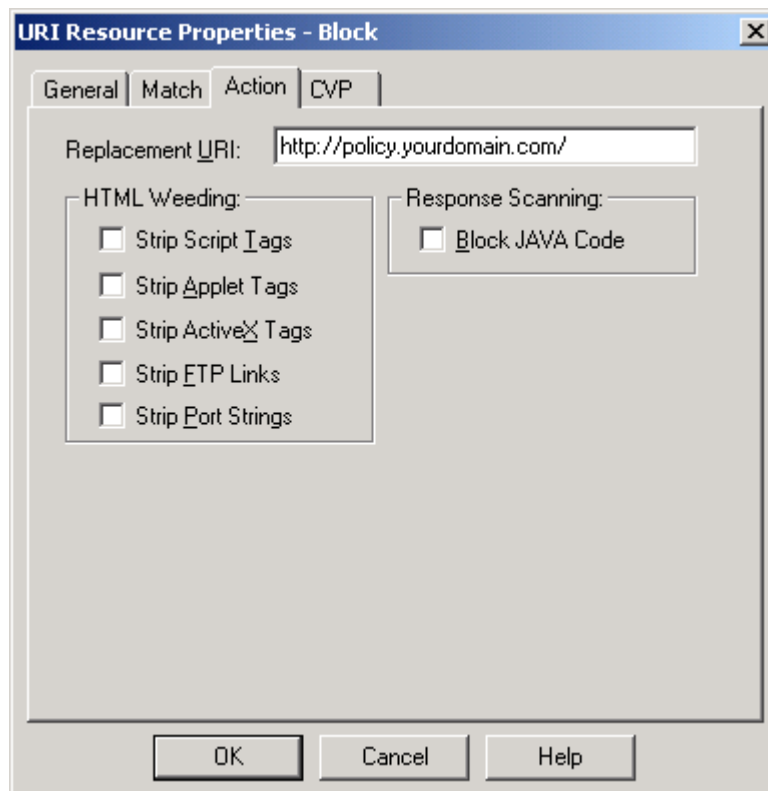 URI Resource Properties - Block
General Match Action CVP
Replacement URI: http://policy.yourdomain.com/
HTML Weeding:
Strip Script Tags
Strip Applet Tags
Strip ActiveX Tags
Strip FTP Links
Strip Port Strings
Response Scanning:
Block JAVA Code
OK Cancel Help